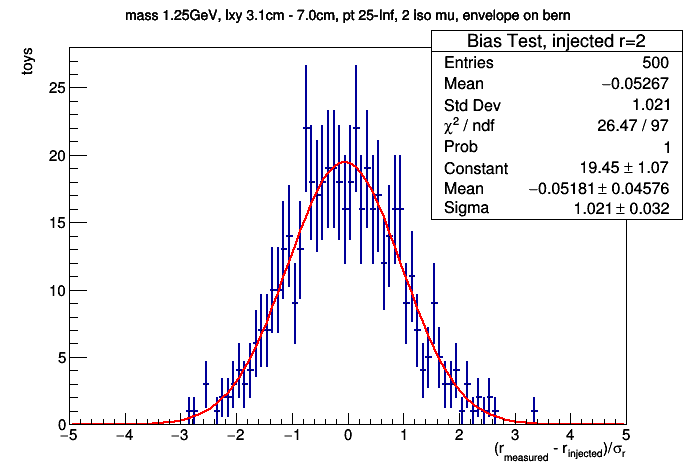 mass 1.25GeV, lxy 3.1cm - 7.0cm, pt 25-Inf, 2 Iso mu, envelope on bern
toys
Bias Test, injected r=2
Entries 500
Mean −0.05267
Std Dev 1.021
χ² / ndf 26.47 / 97
Prob 1
Constant 19.45 ± 1.07
Mean −0.05181 ± 0.04576
Sigma 1.021 ± 0.032
25
20
15
10
5
0
−5 −4 −3 −2 −1 0 1 2 3 4 5
(r_measured - r_injected)/σ_r